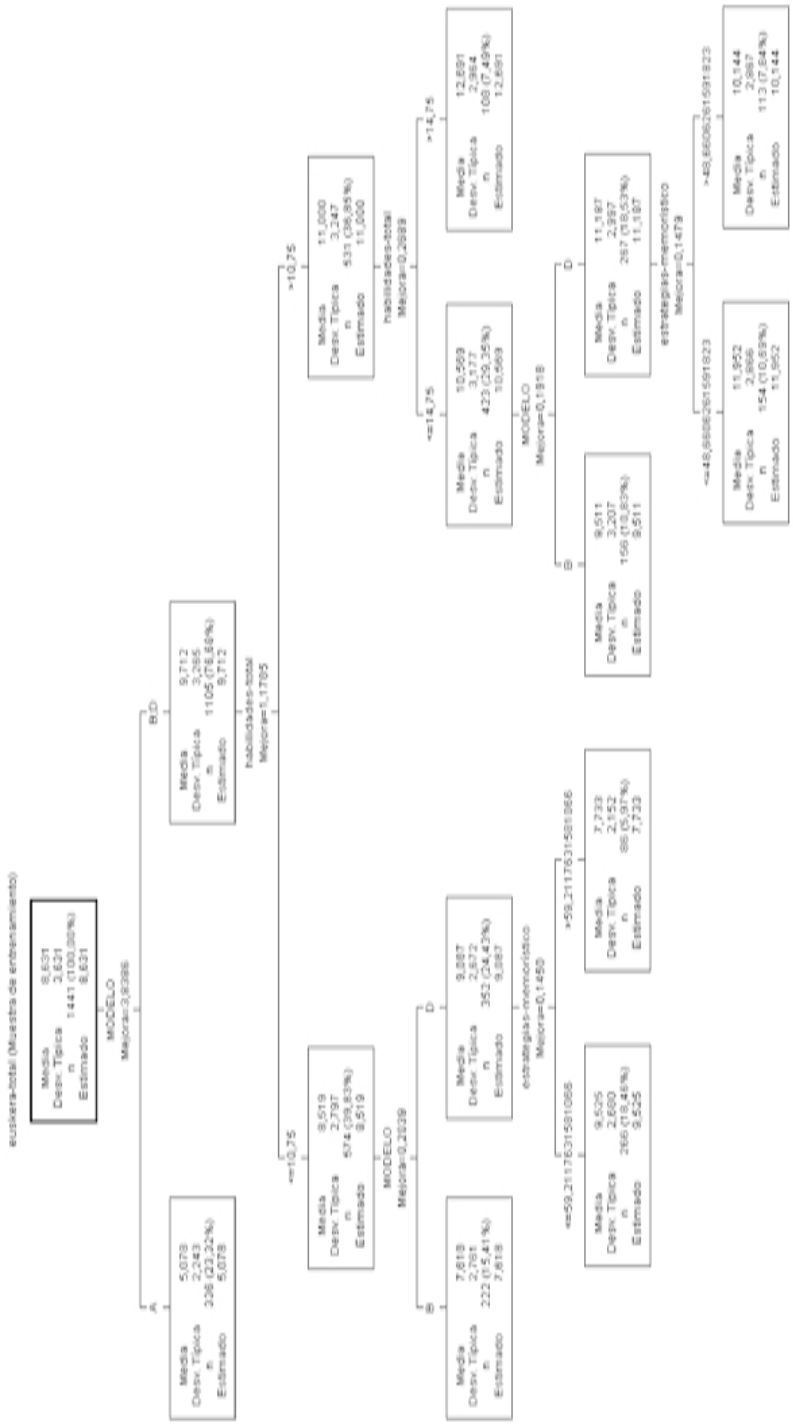 euskera-total (Muestra de entrenamiento)
Media 8,631
Desv. Típica 3,631
n 1441 (100,00%)
Estimado 8,631
MODELO
Mejora=3,8386
A
Media 5,078
Desv. Típica 2,243
n 336 (23,32%)
Estimado 5,078
B;D
Media 9,712
Desv. Típica 3,265
n 1105 (76,68%)
Estimado 9,712
habilidades-total
Mejora=1,1705
<=10,75
Media 8,519
Desv. Típica 2,797
n 574 (39,83%)
Estimado 8,519
MODELO
Mejora=0,2039
>10,75
Media 11,000
Desv. Típica 3,247
n 531 (36,85%)
Estimado 11,000
habilidades-total
B
Media 7,618
Desv. Típica 2,761
n 222 (15,41%)
Estimado 7,618
D
Media 9,087
Desv. Típica 2,672
n 352 (24,43%)
Estimado 9,087
estrategias-memorístico
Mejora=0,1450
<=14,75
Media 10,569
Desv. Típica 3,177
n 423 (29,35%)
Estimado 10,569
MODELO
Mejora=0,1918
>14,75
Media 12,691
Desv. Típica 2,964
n 108 (7,49%)
Estimado 12,691
<=59,2117631581066
Media 9,525
Desv. Típica 2,680
n 266 (18,46%)
Estimado 9,525
>59,2117631581066
Media 7,733
Desv. Típica 2,152
n 86 (5,97%)
Estimado 7,733
B
Media 9,511
Desv. Típica 3,207
n 156 (10,83%)
Estimado 9,511
D
Media 11,187
Desv. Típica 2,997
n 267 (18,53%)
Estimado 11,187
estrategias-memorístico
Mejora=0,1479
<=48,6606261591823
Media 11,952
Desv. Típica 2,866
n 154 (10,69%)
Estimado 11,952
>48,6606261591823
Media 10,144
Desv. Típica 2,867
n 113 (7,84%)
Estimado 10,144